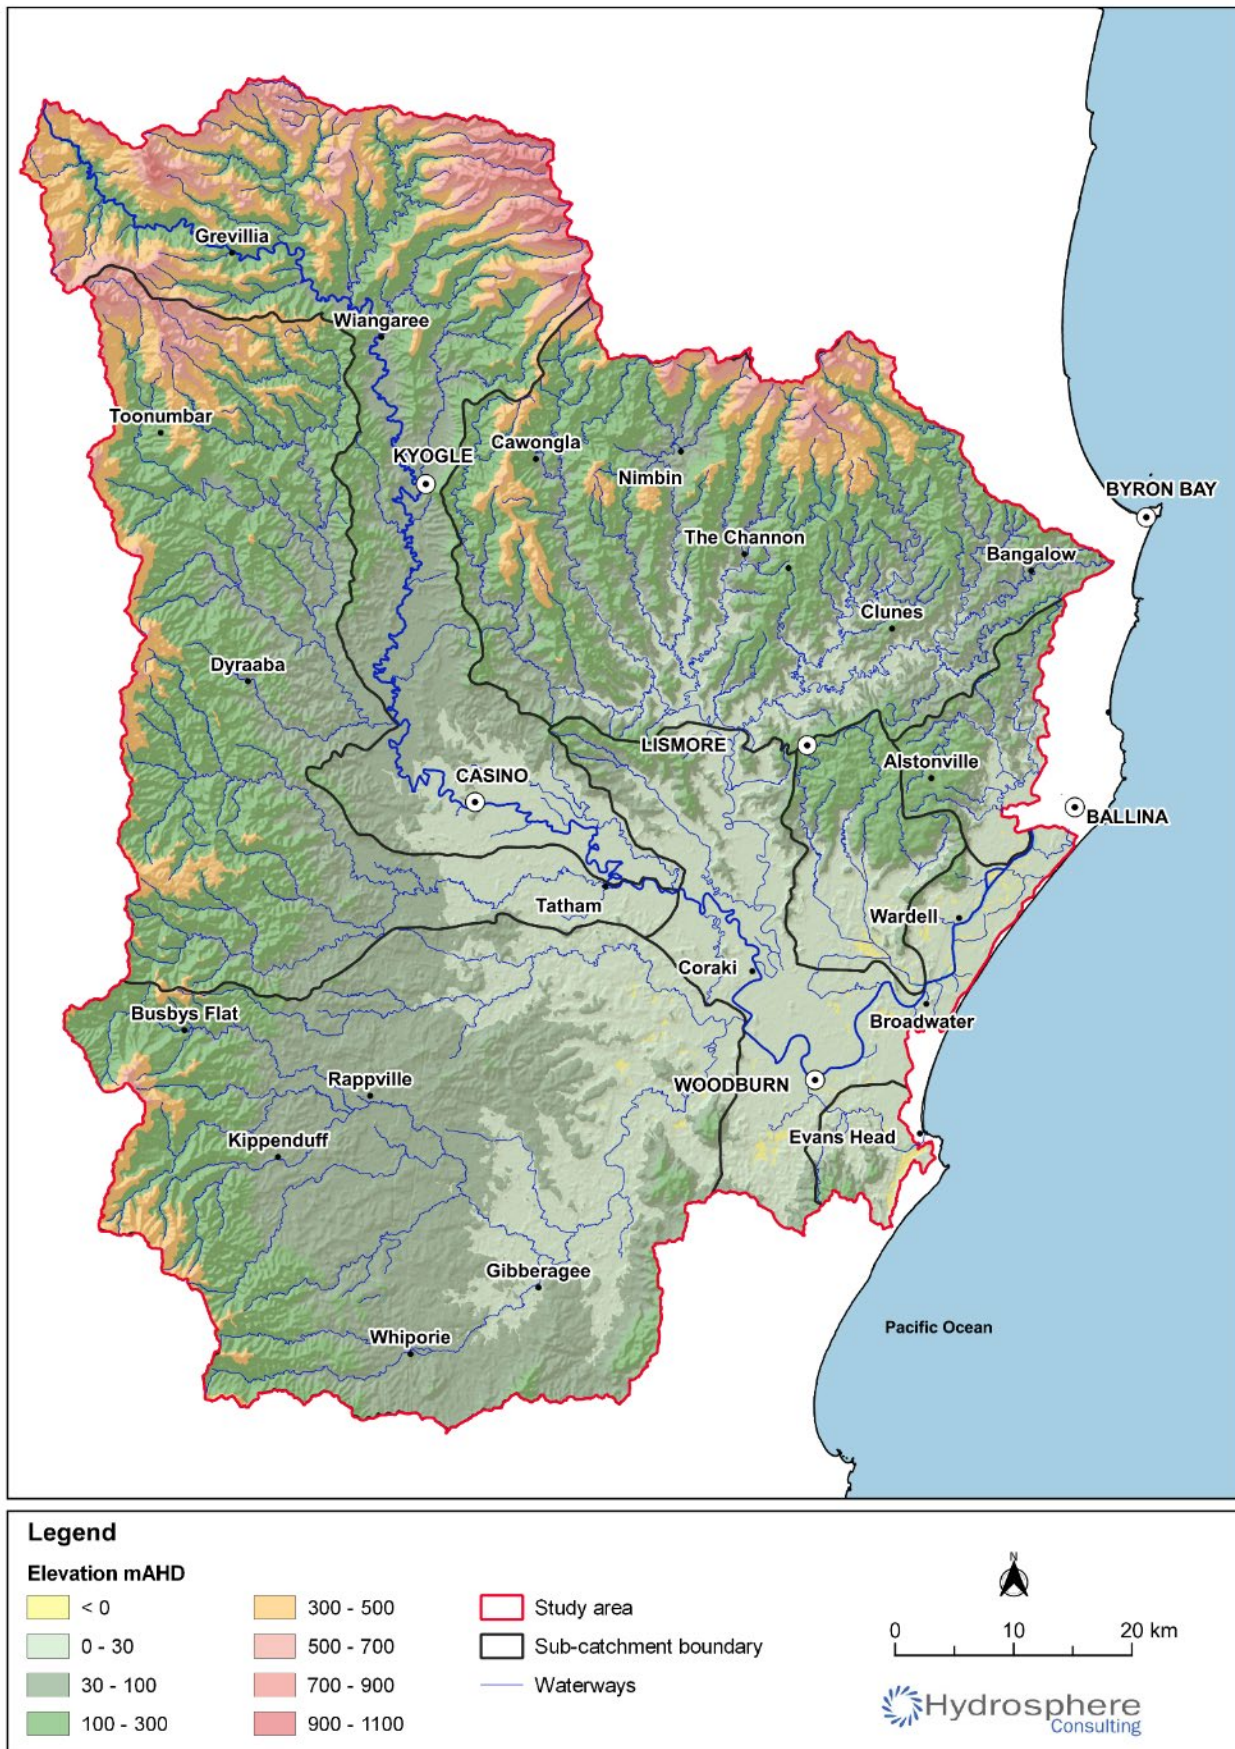 Grevillia
Wiangaree
Toonumbar
KYOGLE
Cawongla
Nimbin
BYRON BAY
The Channon
Bangalow
Clunes
Dyraaba
LISMORE
Alstonville
CASINO
BALLINA
Tatham
Wardell
Coraki
Busbys Flat
Broadwater
Rappville
WOODBURN
Kippenduff
Evans Head
Gibberagee
Whiporie
Pacific Ocean
Legend
Elevation mAHD
< 0
0 - 30
30 - 100
100 - 300
300 - 500
500 - 700
700 - 900
900 - 1100
Study area
Sub-catchment boundary
Waterways
N
0 10 20 km
Hydrosphere
Consulting